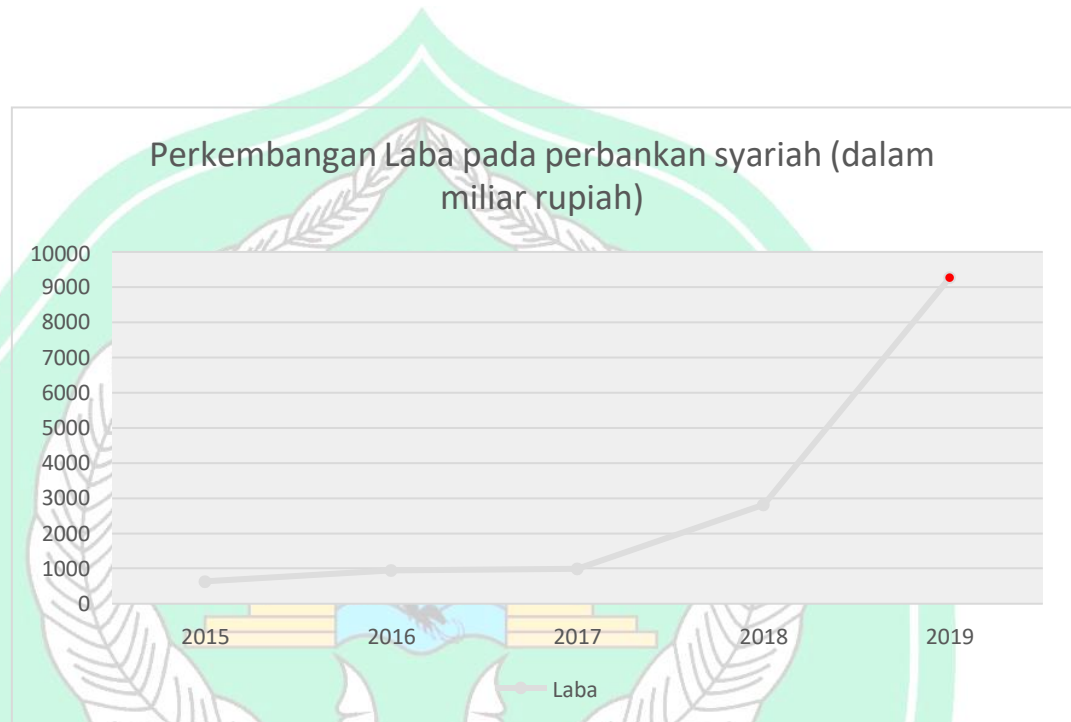 Perkembangan Laba pada perbankan syariah (dalam
miliar rupiah)
10000
9000
8000
7000
6000
5000
4000
3000
2000
1000
0
2015 2016 2017 2018 2019
Laba